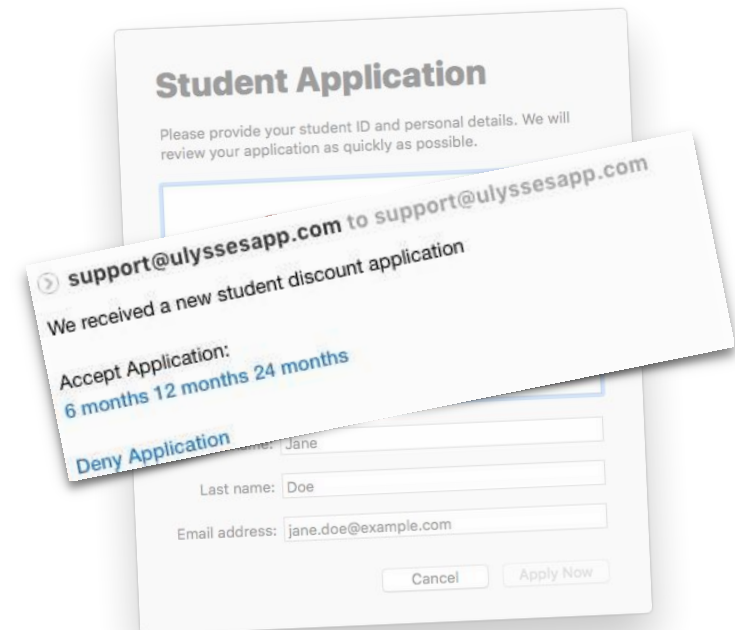 Student Application
Please provide your student ID and personal details. We will
review your application as quickly as possible.
support@ulyssesapp.com to support@ulyssesapp.com
We received a new student discount application
Accept Application:
6 months 12 months 24 months
Deny Application
Jane
Last name: Doe
Email address: jane.doe@example.com
Cancel Apply Now